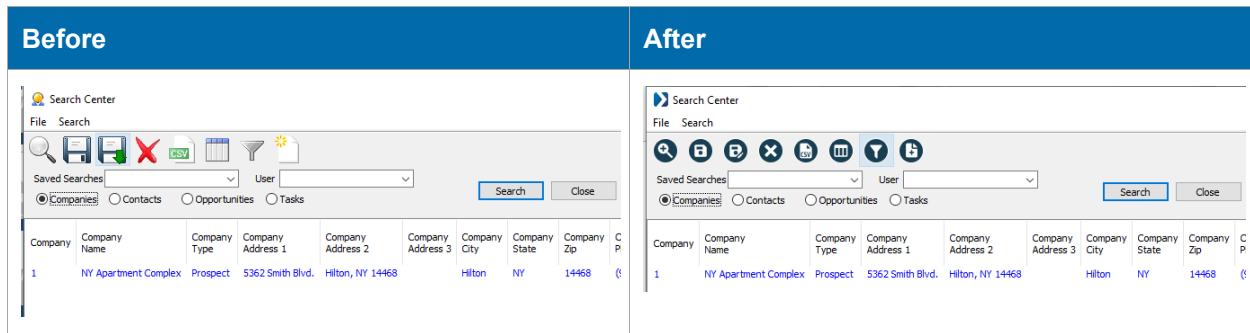 Before
Search Center
File Search
CSV
Saved Searches User
Companies Contacts Opportunities Tasks Search Close
Company Company Name Company Type Company Address 1 Company Address 2 Company Address 3 Company City Company State Company Zip
1 NY Apartment Complex Prospect 5362 Smith Blvd. Hilton, NY 14468 Hilton NY 14468
After
Search Center
File Search
CSV
Saved Searches User
Companies Contacts Opportunities Tasks Search Close
Company Company Name Company Type Company Address 1 Company Address 2 Company Address 3 Company City Company State Company Zip
1 NY Apartment Complex Prospect 5362 Smith Blvd. Hilton, NY 14468 Hilton NY 14468